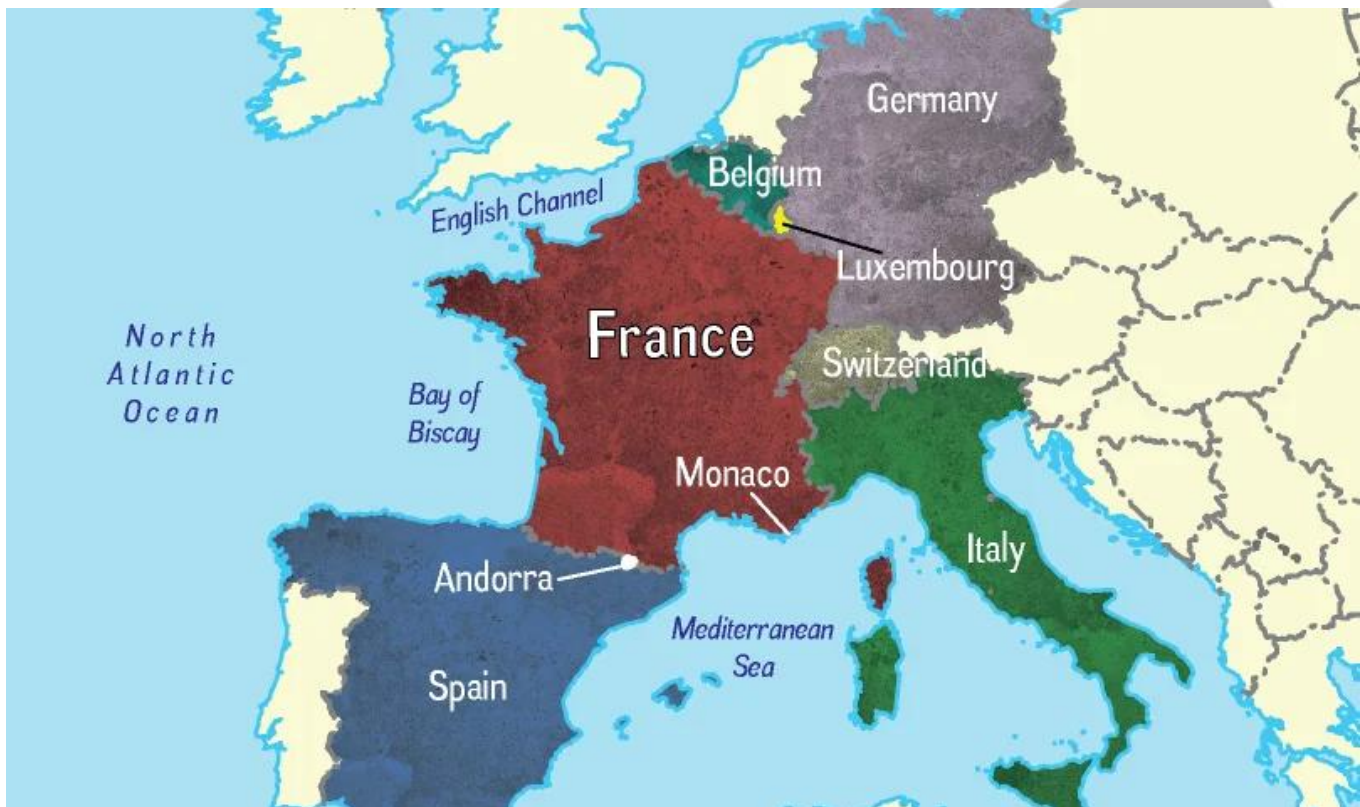 Germany
Belgium
English Channel
Luxembourg
France
North
Atlantic
Ocean
Switzerland
Bay of
Biscay
Monaco
Italy
Andorra
Mediterranean
Sea
Spain